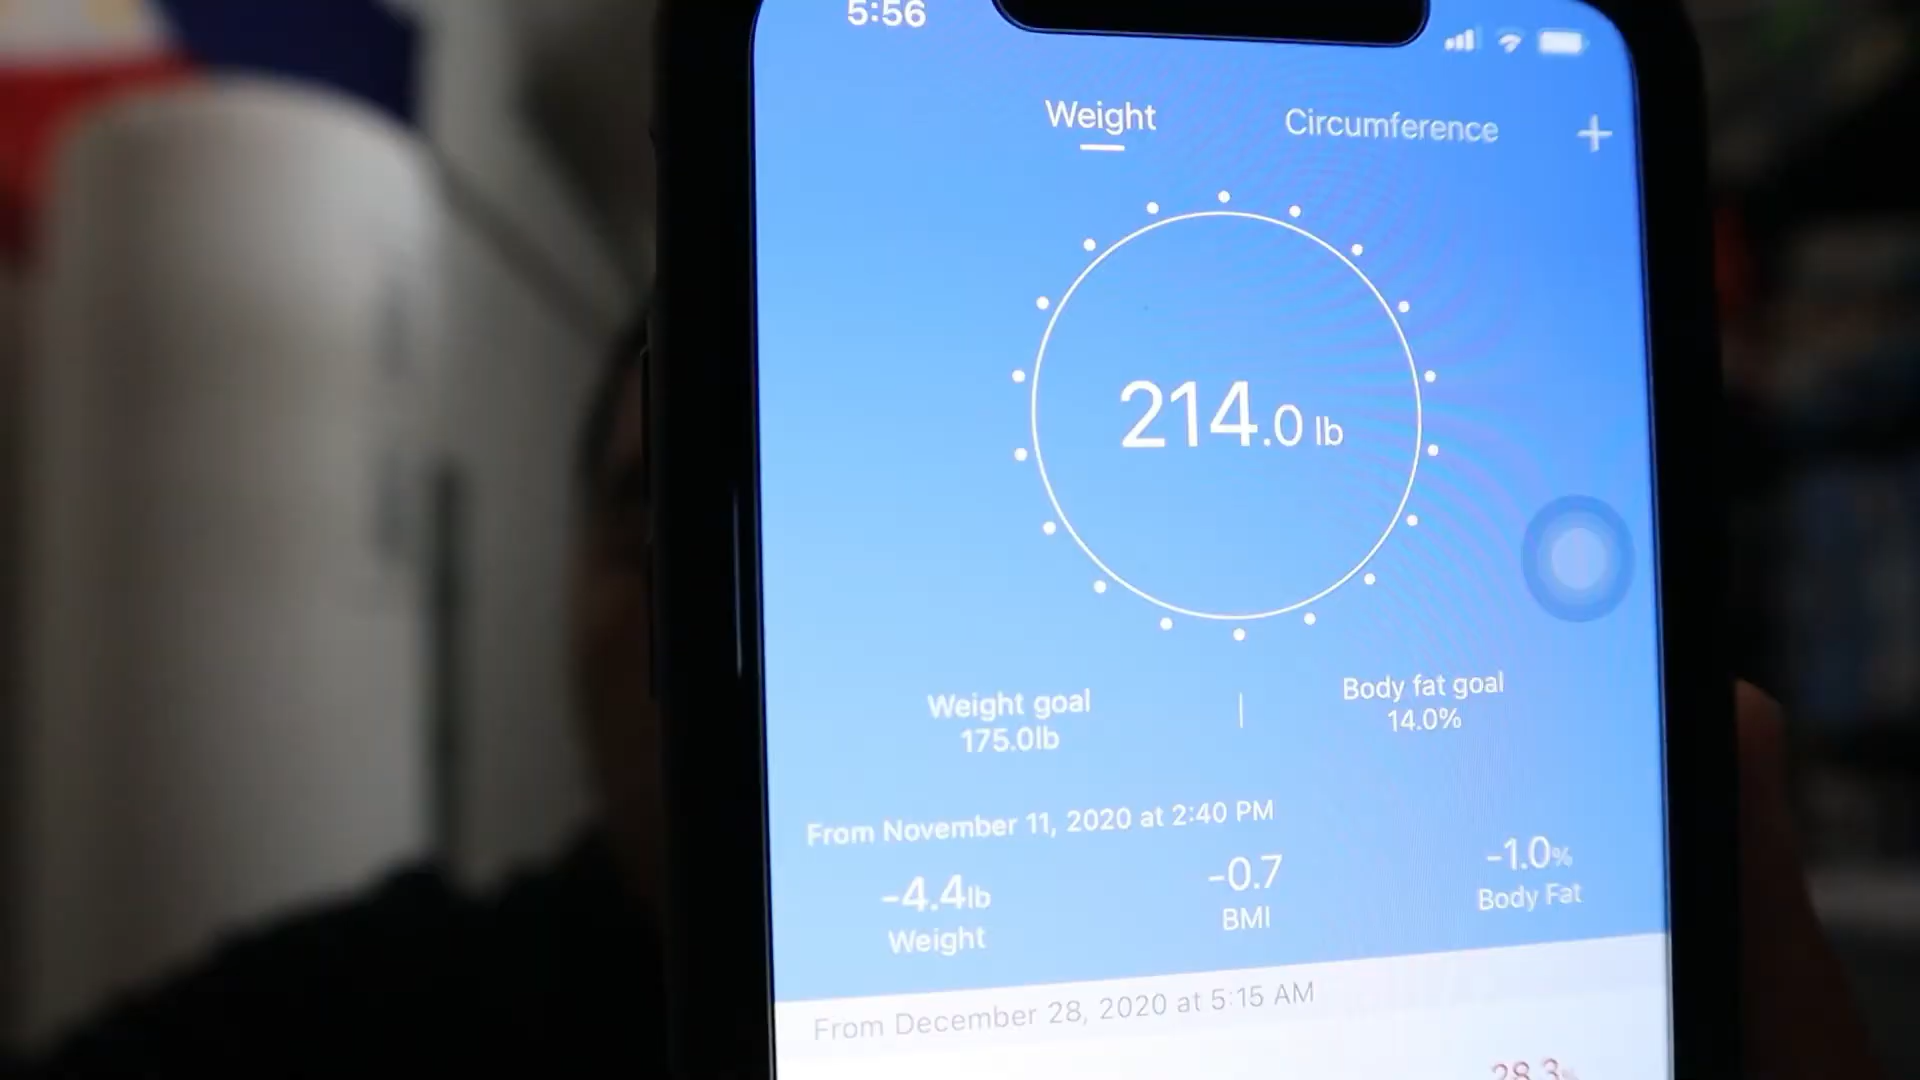 5:56
Weight Circumference +
214.0 lb
Weight goal
175.0lb
Body fat goal
14.0%
From November 11, 2020 at 2:40 PM
-4.4lb
Weight
-0.7
BMI
-1.0%
Body Fat
From December 28, 2020 at 5:15 AM
28.3%